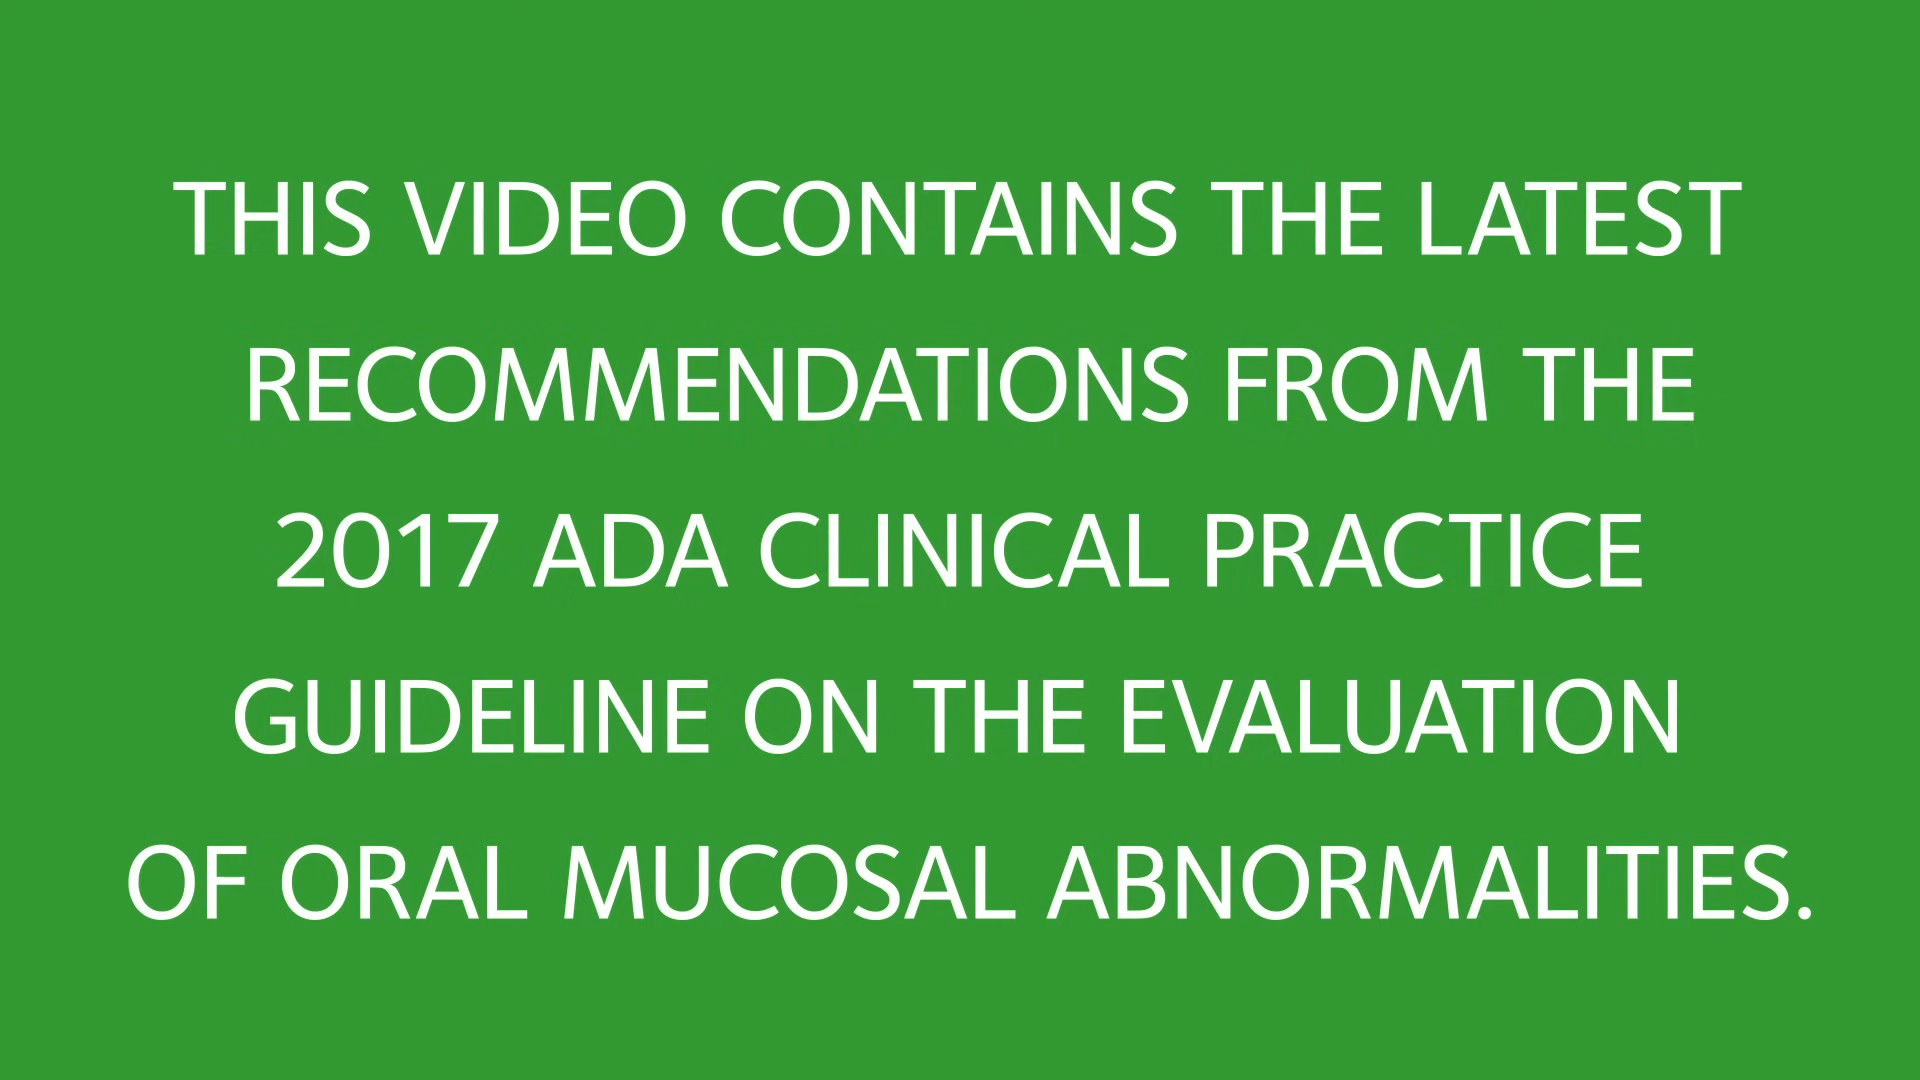 THIS VIDEO CONTAINS THE LATEST
RECOMMENDATIONS FROM THE
2017 ADA CLINICAL PRACTICE
GUIDELINE ON THE EVALUATION
OF ORAL MUCOSAL ABNORMALITIES.